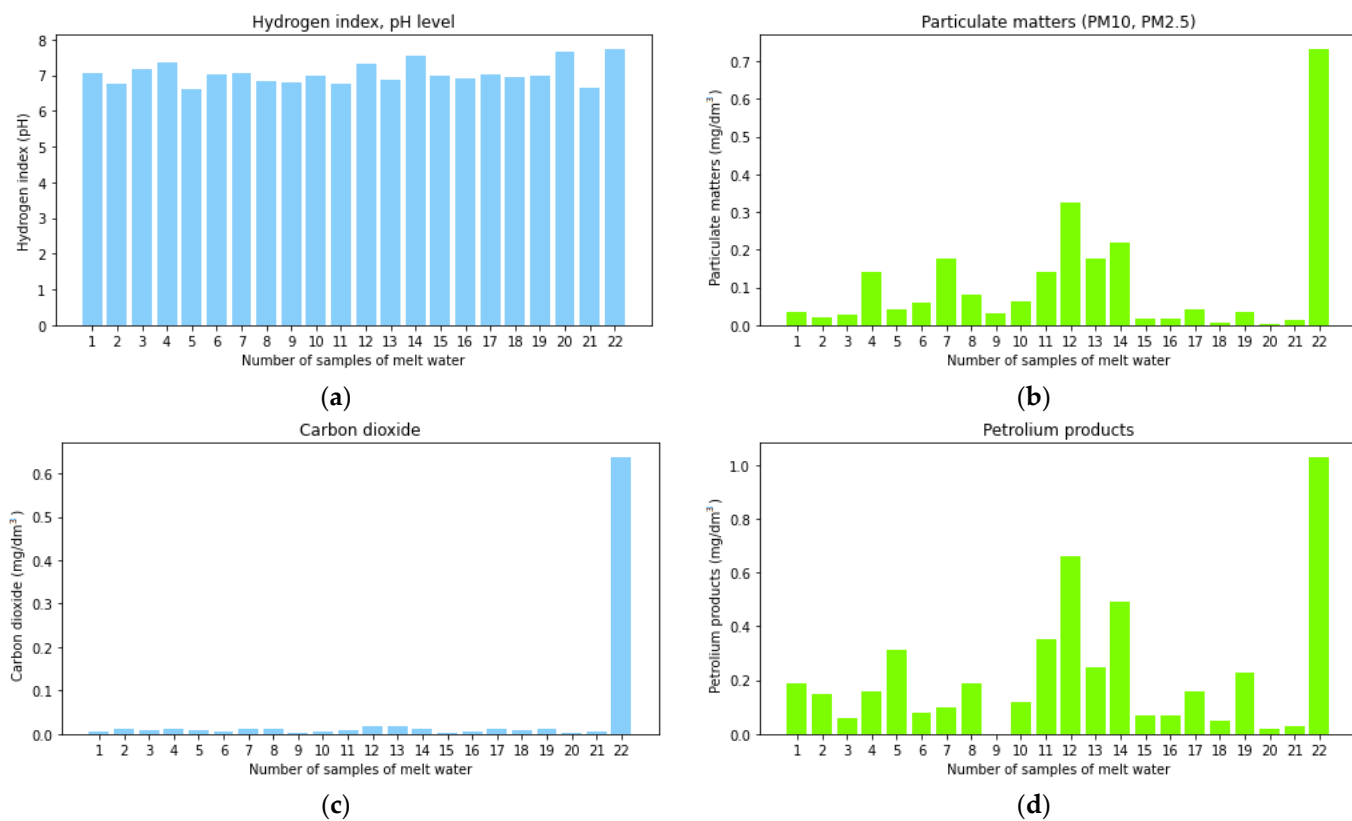 Hydrogen index, pH level
Hydrogen index (pH)
8
7
6
5
4
3
2
1
0
1 2 3 4 5 6 7 8 9 10 11 12 13 14 15 16 17 18 19 20 21 22
Number of samples of melt water
(a)
Particulate matters (PM10, PM2.5)
Particulate matters (mg/dm³)
0.7
0.6
0.5
0.4
0.3
0.2
0.1
0.0
1 2 3 4 5 6 7 8 9 10 11 12 13 14 15 16 17 18 19 20 21 22
Number of samples of melt water
(b)
Carbon dioxide
Carbon dioxide (mg/dm³)
0.6
0.5
0.4
0.3
0.2
0.1
0.0
1 2 3 4 5 6 7 8 9 10 11 12 13 14 15 16 17 18 19 20 21 22
Number of samples of melt water
(c)
Petrolium products
Petrolium products (mg/dm³)
1.0
0.8
0.6
0.4
0.2
0.0
1 2 3 4 5 6 7 8 9 10 11 12 13 14 15 16 17 18 19 20 21 22
Number of samples of melt water
(d)